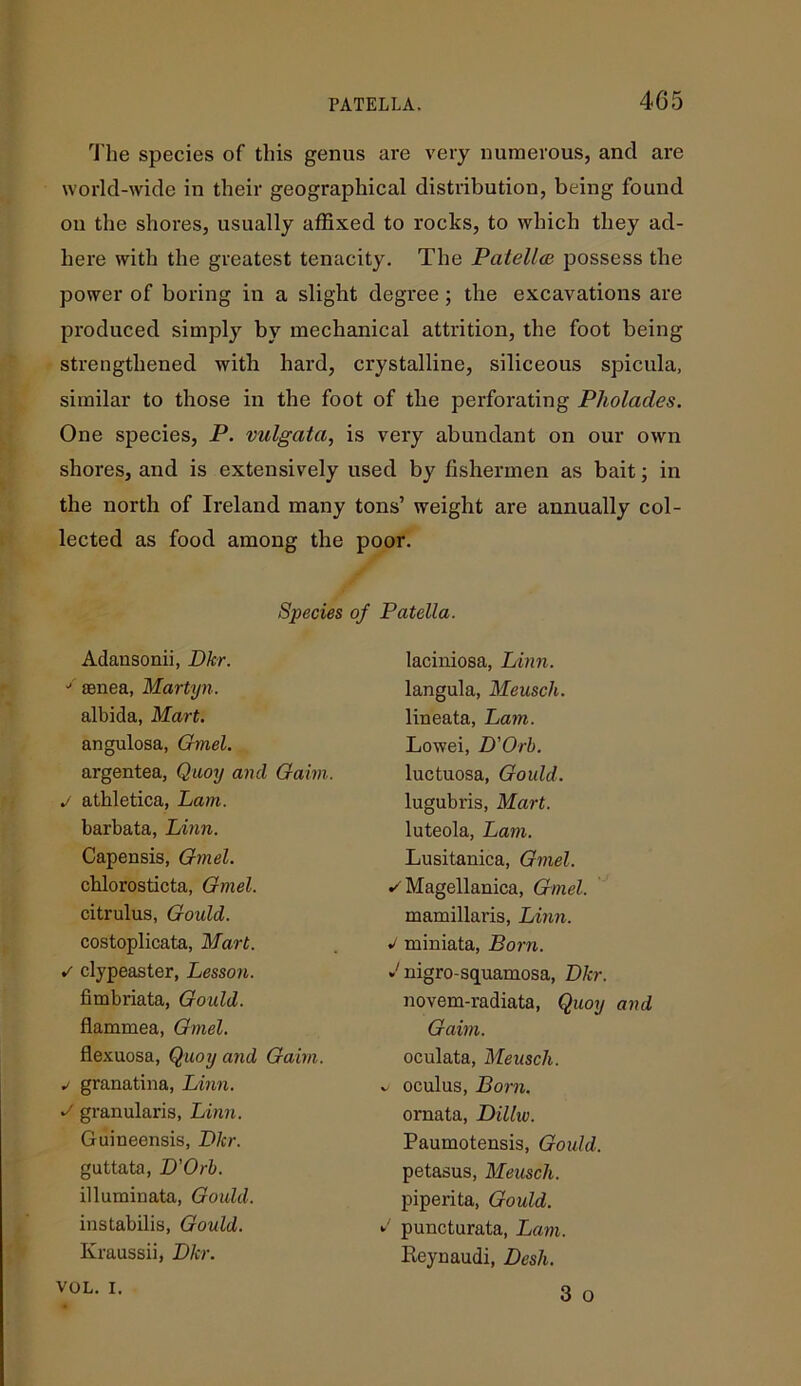 PATELLA. 465
The species of this genus are very numerous, and are
world-wide in their geographical distribution, being found
on the shores, usually affixed to rocks, to which they ad-
here with the greatest tenacity. The Patellæ possess the
power of boring in a slight degree; the excavations are
produced simply by mechanical attrition, the foot being
strengthened with hard, crystalline, siliceous spicula,
similar to those in the foot of the perforating Pholades.
One species, P. vulgata, is very abundant on our own
shores, and is extensively used by fishermen as bait; in
the north of Ireland many tons’ weight are annually col-
lected as food among the poor.
Species of Patella.
Adansonii, Dkr.
✓ ænea, Martyn.
albida, Mart.
angulosa, Gmel.
argentea, Quoy and Gaim.
✓ athletica, Lam.
barbata, Linn.
Capensis, Gmel.
chlorosticta, Gmel.
citrulus, Gould.
costoplicata, Mart.
✓ clypeaster, Lesson.
fimbriata, Gould.
flammea, Gmel.
flexuosa, Quoy and Gaim.
✓ granatina, Linn.
✓ granularis, Linn.
Guineensis, Dkr.
guttata, D'Orb.
illuminata, Gould.
instabilis, Gould.
Kraussii, Dkr.
laciniosa, Linn.
langula, Meusch.
lineata, Lam.
Lowei, D'Orb.
luctuosa, Gould.
lugubris, Mart.
luteola, Lam.
Lusitanica, Gmel.
✓ Magellanica, Gmel.
mamillaris, Linn.
✓ miniata, Born.
✓ nigro-squamosa, Dkr.
novem-radiata, Quoy and
Gaim.
oculata, Meusch.
✓ oculus, Born.
ornata, Dillw.
Paumotensis, Gould.
petasus, Meusch.
piperita, Gould.
✓ puncturata, Lam.
Reynaudi, Desh.
VOL. I. 3 O